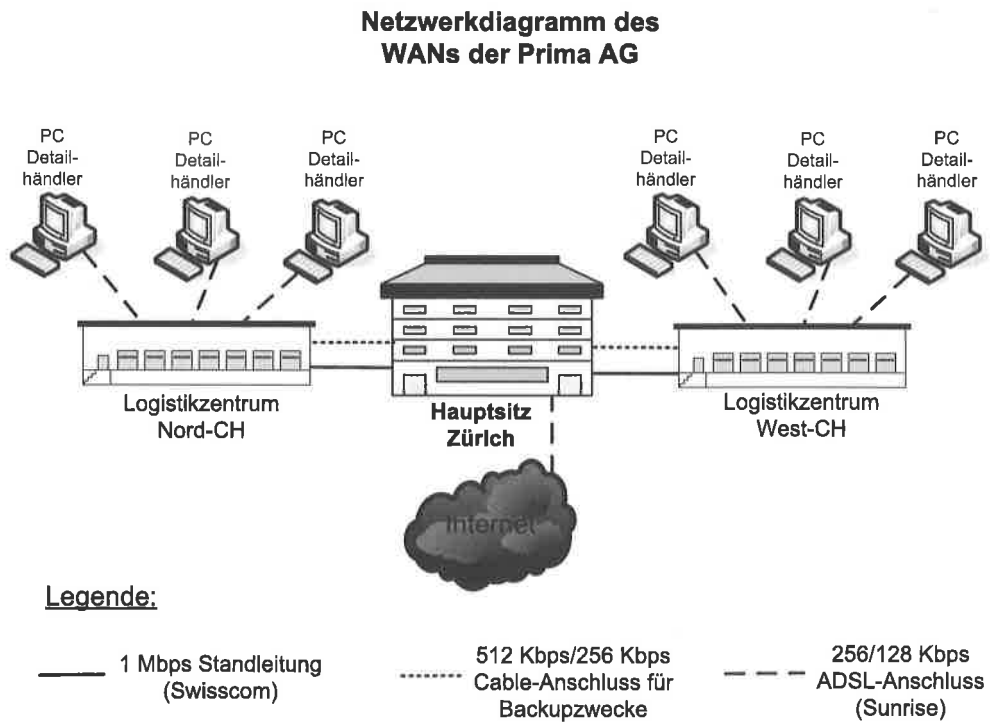 Netzwerkdiagramm des
WANs der Prima AG
PC
Detail-
händler
PC
Detail-
händler
PC
Detail-
händler
PC
Detail-
händler
PC
Detail-
händler
PC
Detail-
händler
Logistikzentrum
Nord-CH
Hauptsitz
Zürich
Logistikzentrum
West-CH
Internet
Legende:
1 Mbps Standleitung
(Swisscom)
512 Kbps/256 Kbps
Cable-Anschluss für
Backupzwecke
256/128 Kbps
ADSL-Anschluss
(Sunrise)